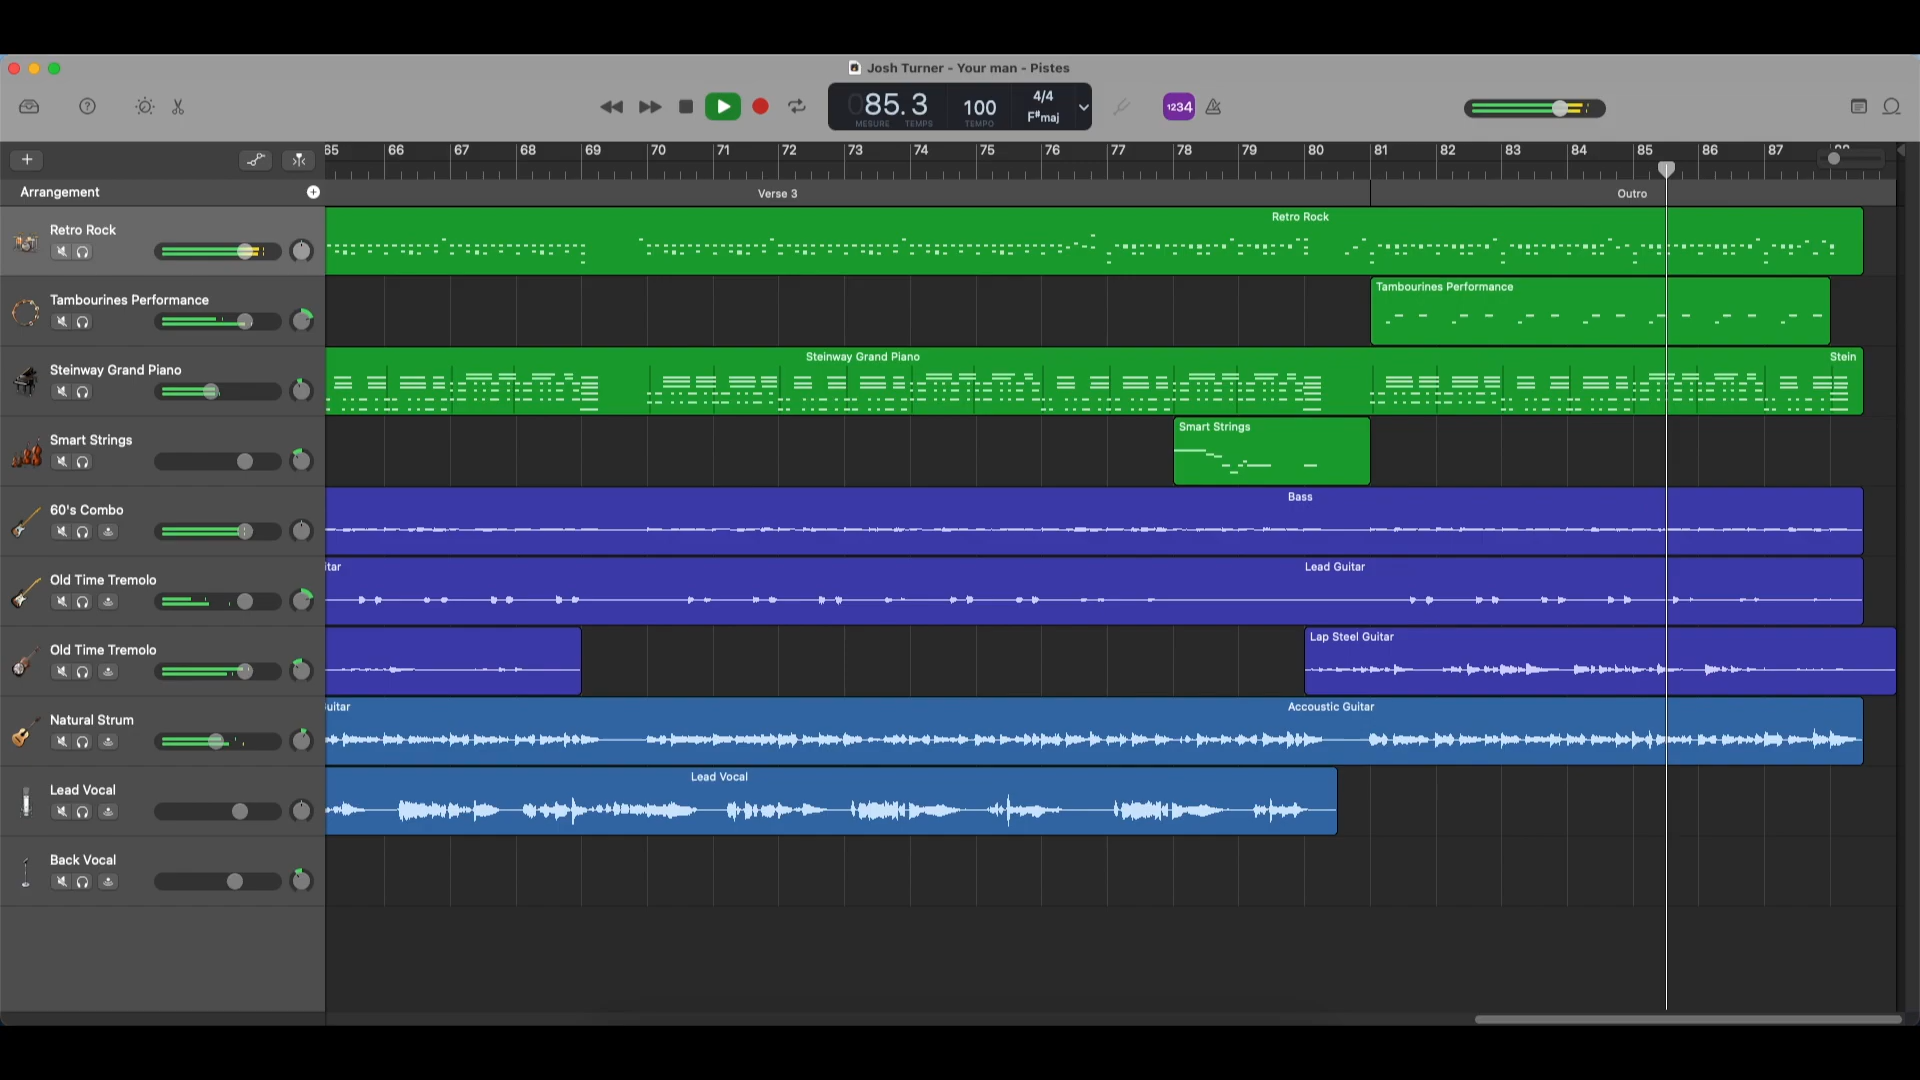 Josh Turner - Your man - Pistes
85.3
MESURE TEMPS
100
TEMPO
4/4
F#maj
1234
65 66 67 68 69 70 71 72 73 74 75 76 77 78 79 80 81 82 83 84 85 86 87
Arrangement
Verse 3
Outro
Retro Rock
Retro Rock
Tambourines Performance
Tambourines Performance
Steinway Grand Piano
Steinway Grand Piano
Stein
Smart Strings
Smart Strings
60's Combo
Bass
Old Time Tremolo
itar
Lead Guitar
Old Time Tremolo
Lap Steel Guitar
Natural Strum
uitar
Accoustic Guitar
Lead Vocal
Lead Vocal
Back Vocal